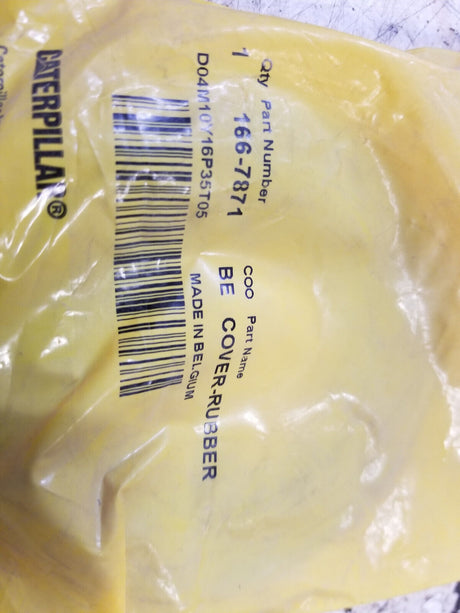 Qty Part Number COO Part Name
1 166-7871 BE COVER-RUBBER
D04M10Y16P35T05 MADE IN BELGIUM
CATERPILLAR®